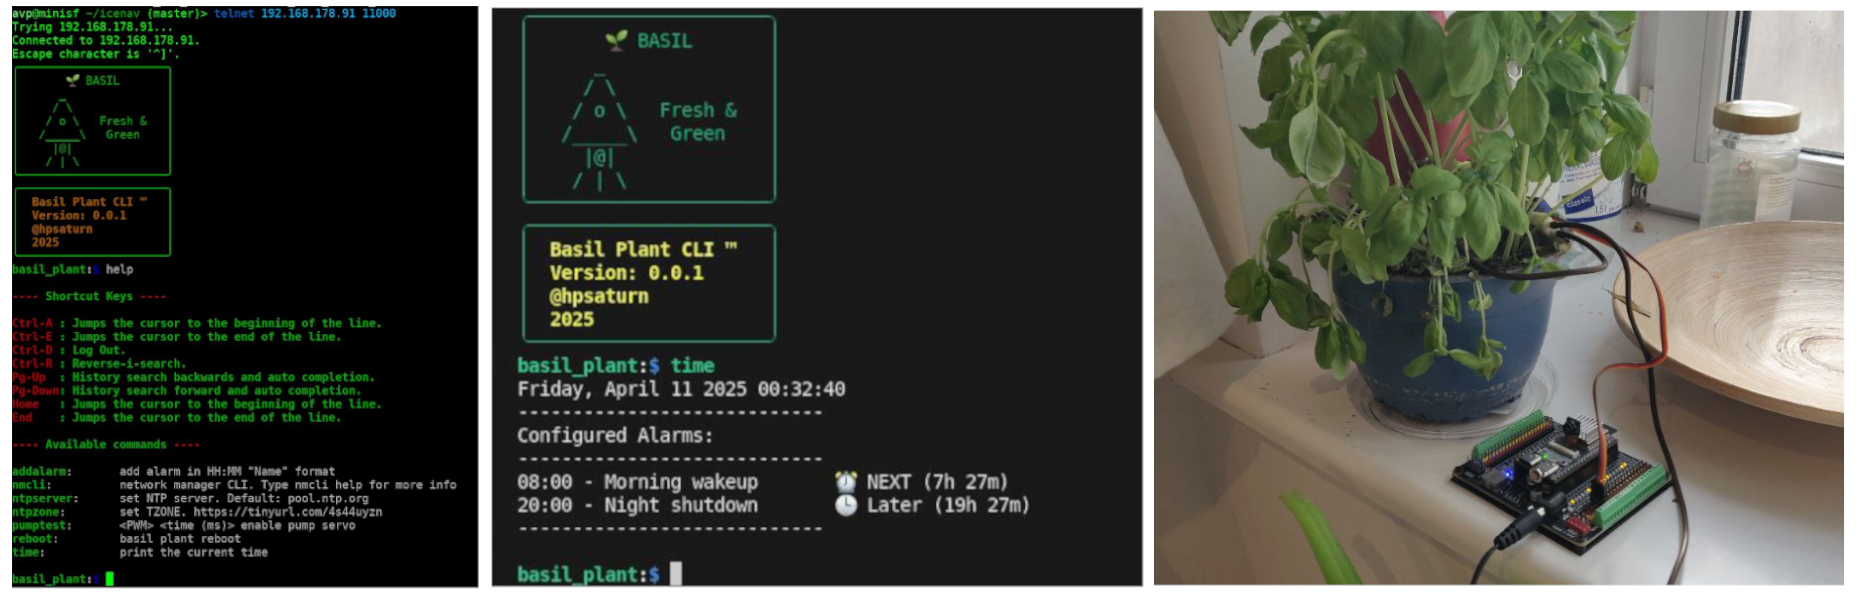 avp@minisf ~/icenav (master)> telnet 192.168.178.91 11000
Trying 192.168.178.91...
Connected to 192.168.178.91.
Escape character is '^]'.
🌱 BASIL
Fresh &
Green
Basil Plant CLI ™
Version: 0.0.1
@hpsaturn
2025
basil_plant:$ help
---- Shortcut Keys ----
Ctrl-A : Jumps the cursor to the beginning of the line.
Ctrl-E : Jumps the cursor to the end of the line.
Ctrl-D : Log Out.
Ctrl-R : Reverse-i-search.
Pg-Up : History search backwards and auto completion.
Pg-Down: History search forward and auto completion.
Home : Jumps the cursor to the beginning of the line.
End : Jumps the cursor to the end of the line.
---- Available commands ----
addalarm: add alarm in HH:MM "Name" format
nmcli: network manager CLI. Type nmcli help for more info
ntpserver: set NTP server. Default: pool.ntp.org
ntpzone: set TZONE. https://tinyurl.com/4s44uyzn
pumptest: <PWM> <time (ms)> enable pump servo
reboot: basil plant reboot
time: print the current time
basil_plant:$
🌱 BASIL
Fresh &
Green
Basil Plant CLI ™
Version: 0.0.1
@hpsaturn
2025
basil_plant:$ time
Friday, April 11 2025 00:32:40
----------------------------
Configured Alarms:
----------------------------
08:00 - Morning wakeup ⏰ NEXT (7h 27m)
20:00 - Night shutdown 🕒 Later (19h 27m)
----------------------------
basil_plant:$
classic